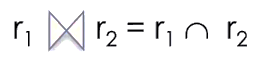 r₁ ⋈ r₂ = r₁ ∩ r₂